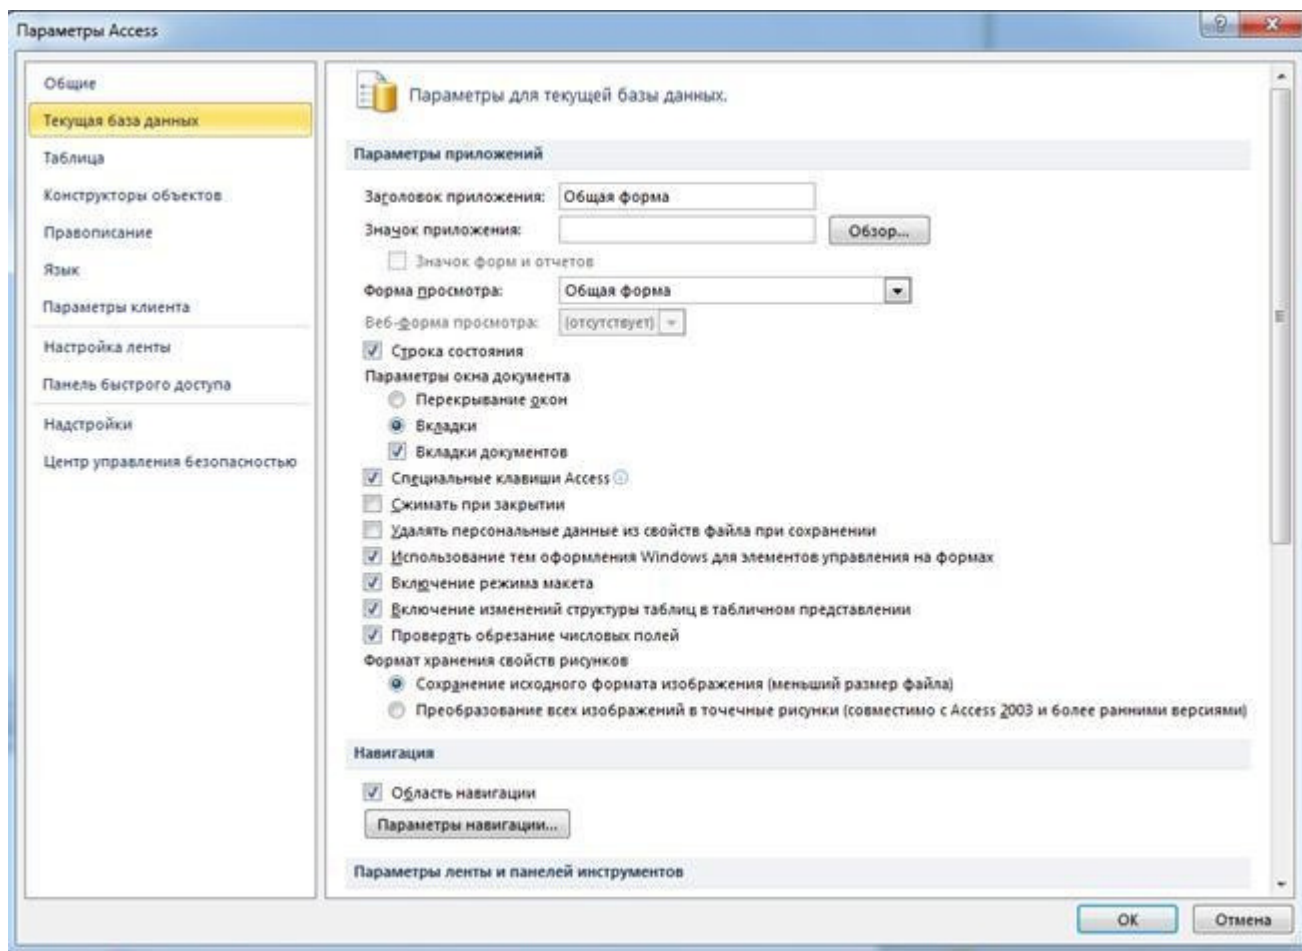 Параметры Access
Общие
Текущая база данных
Таблица
Конструкторы объектов
Правописание
Язык
Параметры клиента
Настройка ленты
Панель быстрого доступа
Надстройки
Центр управления безопасностью
Параметры для текущей базы данных.
Параметры приложений
Заголовок приложения: Общая форма
Значок приложения: Обзор...
Значок форм и отчетов
Форма просмотра: Общая форма
Веб-форма просмотра: (отсутствует)
Строка состояния
Параметры окна документа
Перекрывание окон
Вкладки
Вкладки документов
Специальные клавиши Access
Сжимать при закрытии
Удалять персональные данные из свойств файла при сохранении
Использование тем оформления Windows для элементов управления на формах
Включение режима макета
Включение изменений структуры таблиц в табличном представлении
Проверять обрезание числовых полей
Формат хранения свойств рисунков
Сохранение исходного формата изображения (меньший размер файла)
Преобразование всех изображений в точечные рисунки (совместимо с Access 2003 и более ранними версиями)
Навигация
Область навигации
Параметры навигации...
Параметры ленты и панелей инструментов
ОК Отмена